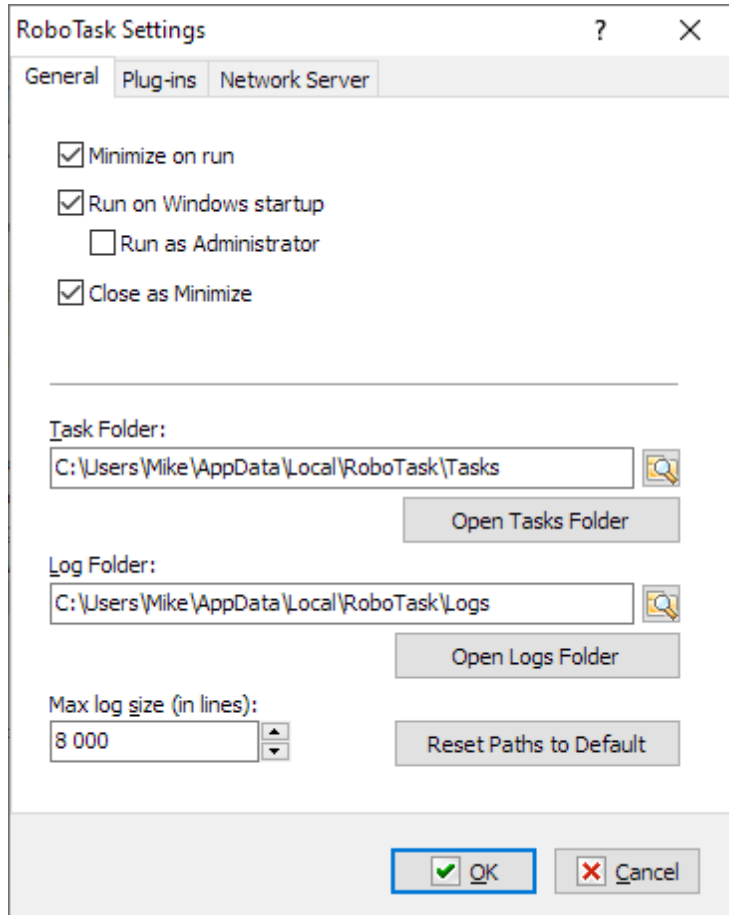 RoboTask Settings ?
General Plug-ins Network Server
Minimize on run
Run on Windows startup
Run as Administrator
Close as Minimize
Task Folder:
C:\Users\Mike\AppData\Local\RoboTask\Tasks
Open Tasks Folder
Log Folder:
C:\Users\Mike\AppData\Local\RoboTask\Logs
Open Logs Folder
Max log size (in lines):
8 000 Reset Paths to Default
OK Cancel